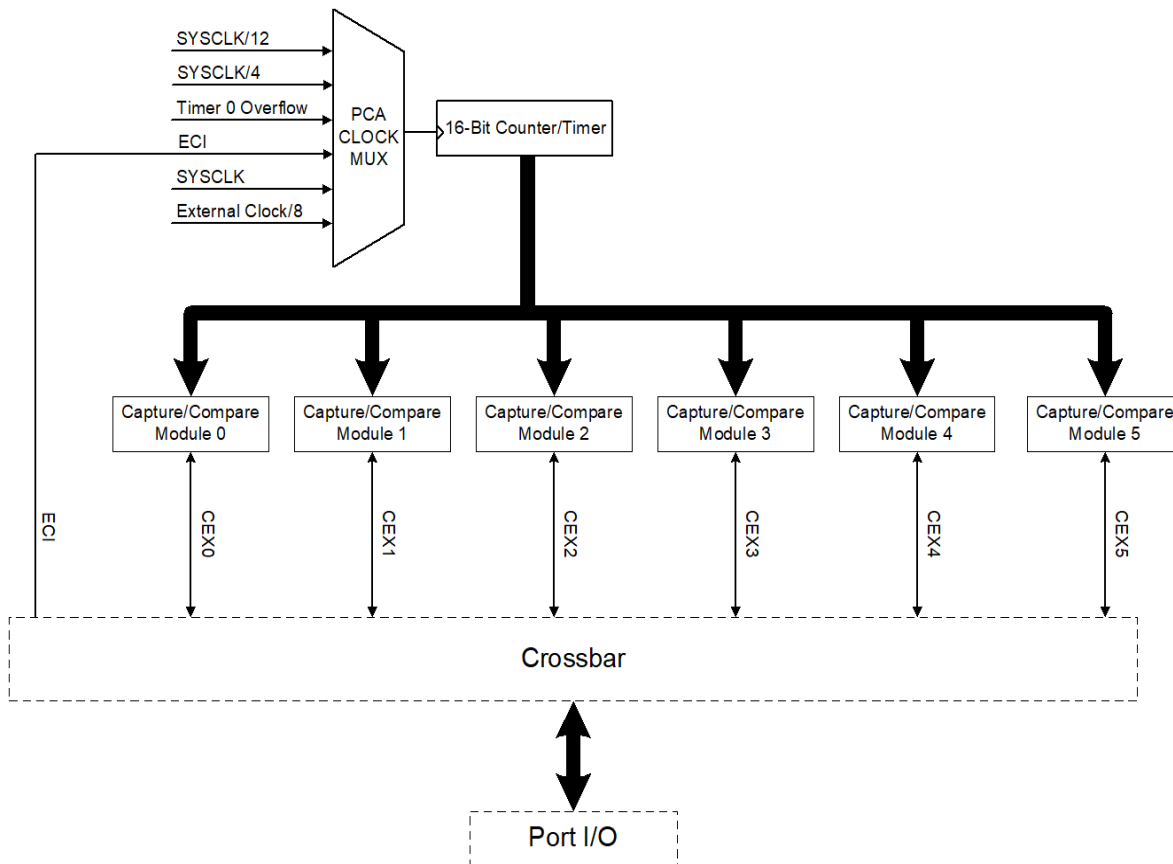 SYSCLK/12
SYSCLK/4
Timer 0 Overflow
ECI
SYSCLK
External Clock/8
PCA
CLOCK
MUX
16-Bit Counter/Timer
Capture/Compare
Module 0
Capture/Compare
Module 1
Capture/Compare
Module 2
Capture/Compare
Module 3
Capture/Compare
Module 4
Capture/Compare
Module 5
ECI
CEX0
CEX1
CEX2
CEX3
CEX4
CEX5
Crossbar
Port I/O